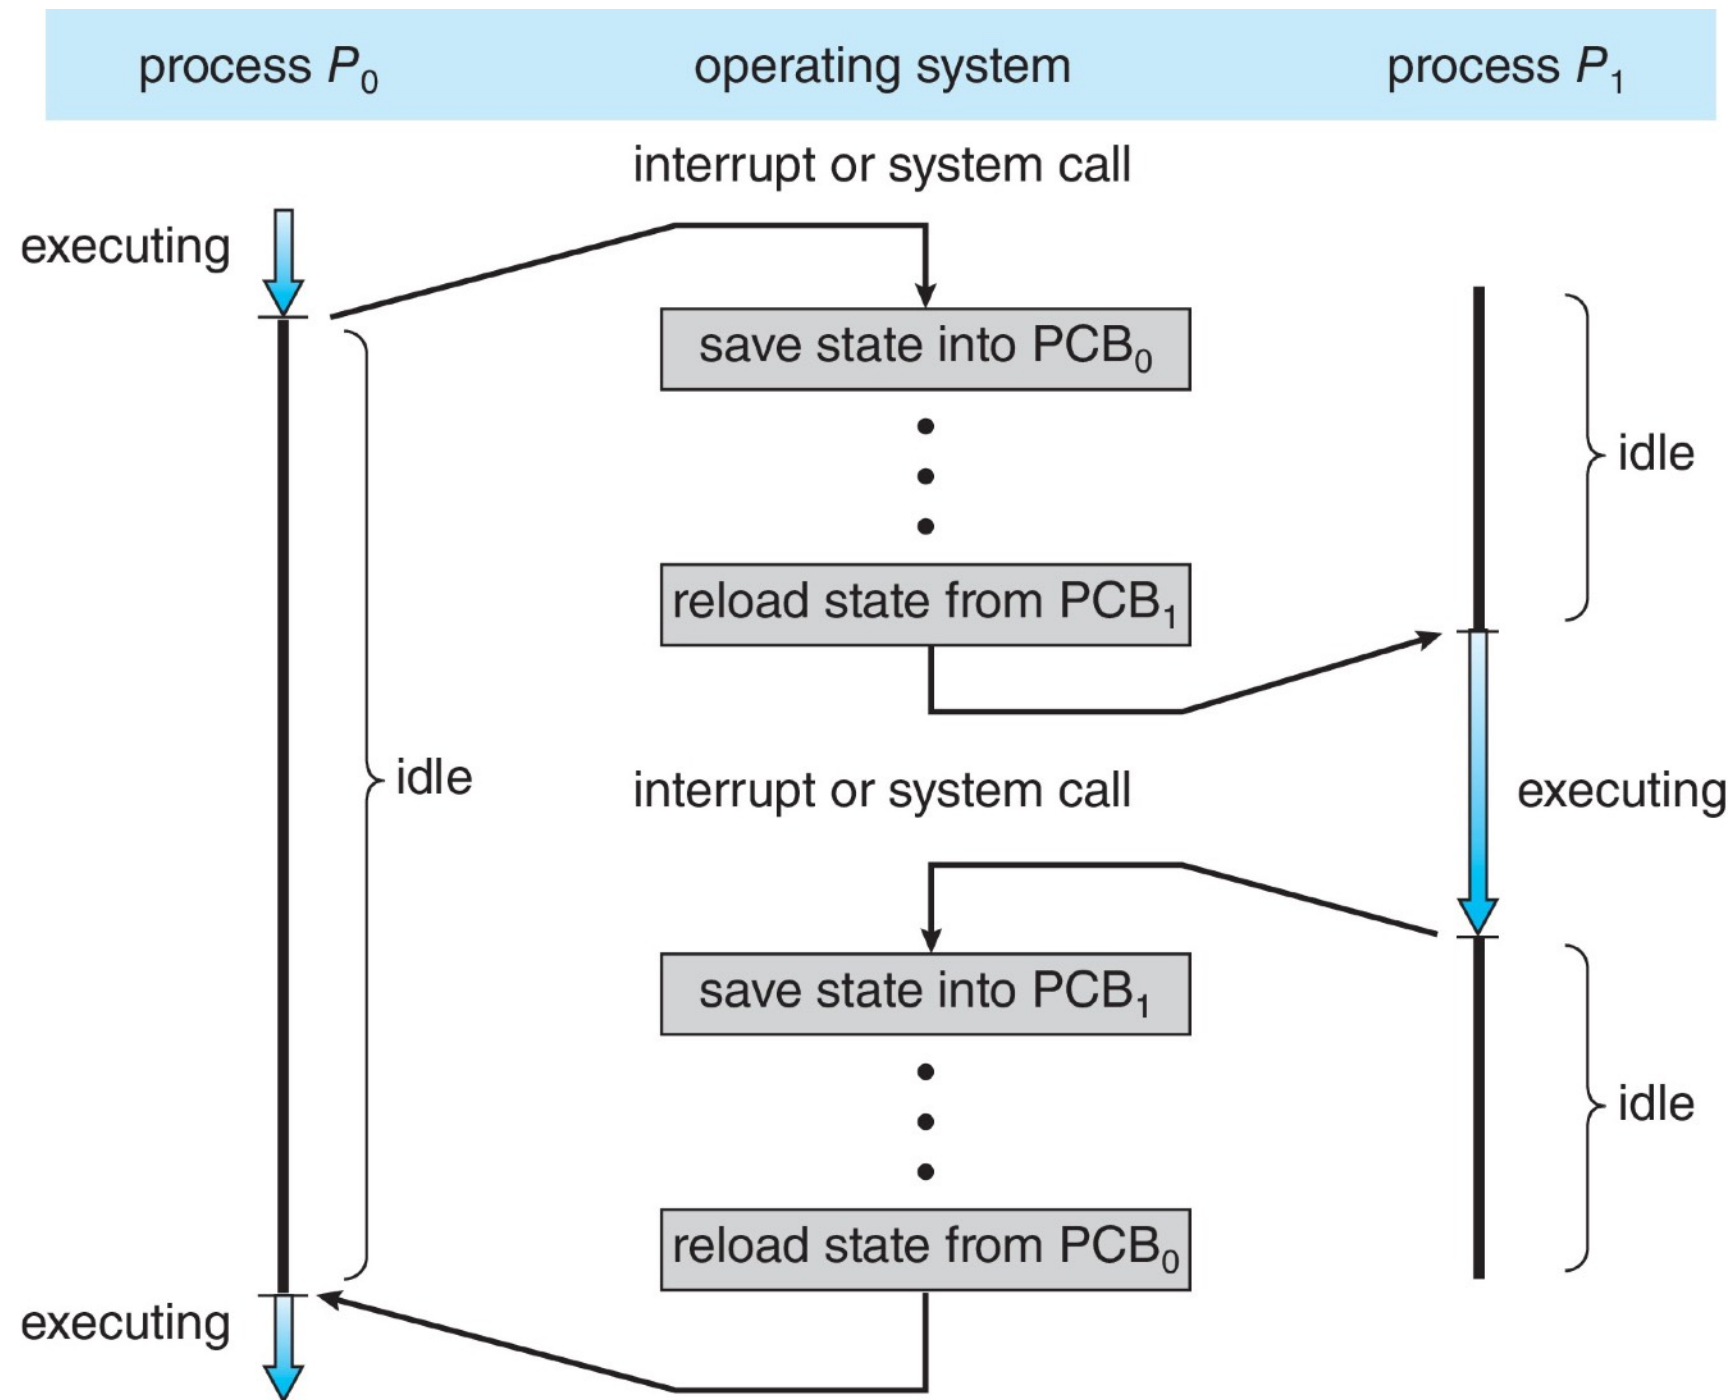 process P₀ operating system process P₁
interrupt or system call
executing
save state into PCB₀
idle
reload state from PCB₁
idle
interrupt or system call
executing
save state into PCB₁
idle
reload state from PCB₀
executing